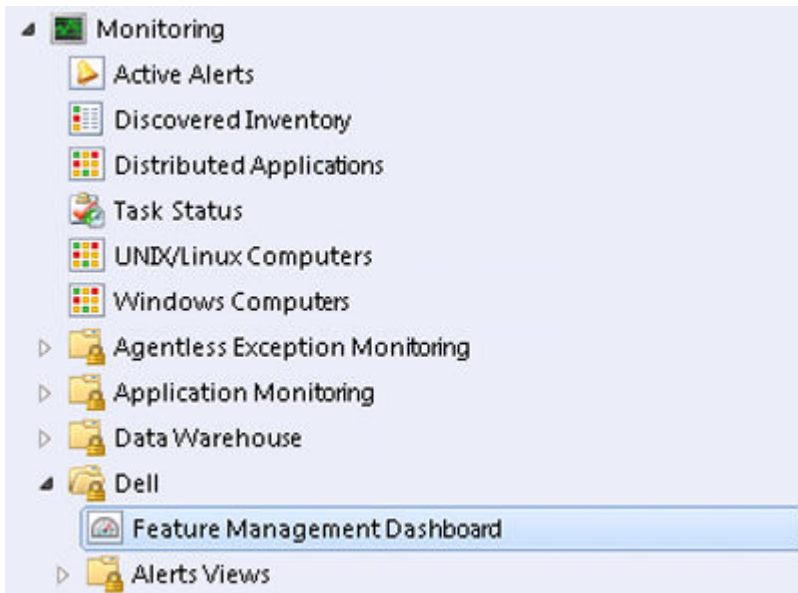 Monitoring
Active Alerts
Discovered Inventory
Distributed Applications
Task Status
UNIX/Linux Computers
Windows Computers
Agentless Exception Monitoring
Application Monitoring
Data Warehouse
Dell
Feature Management Dashboard
Alerts Views